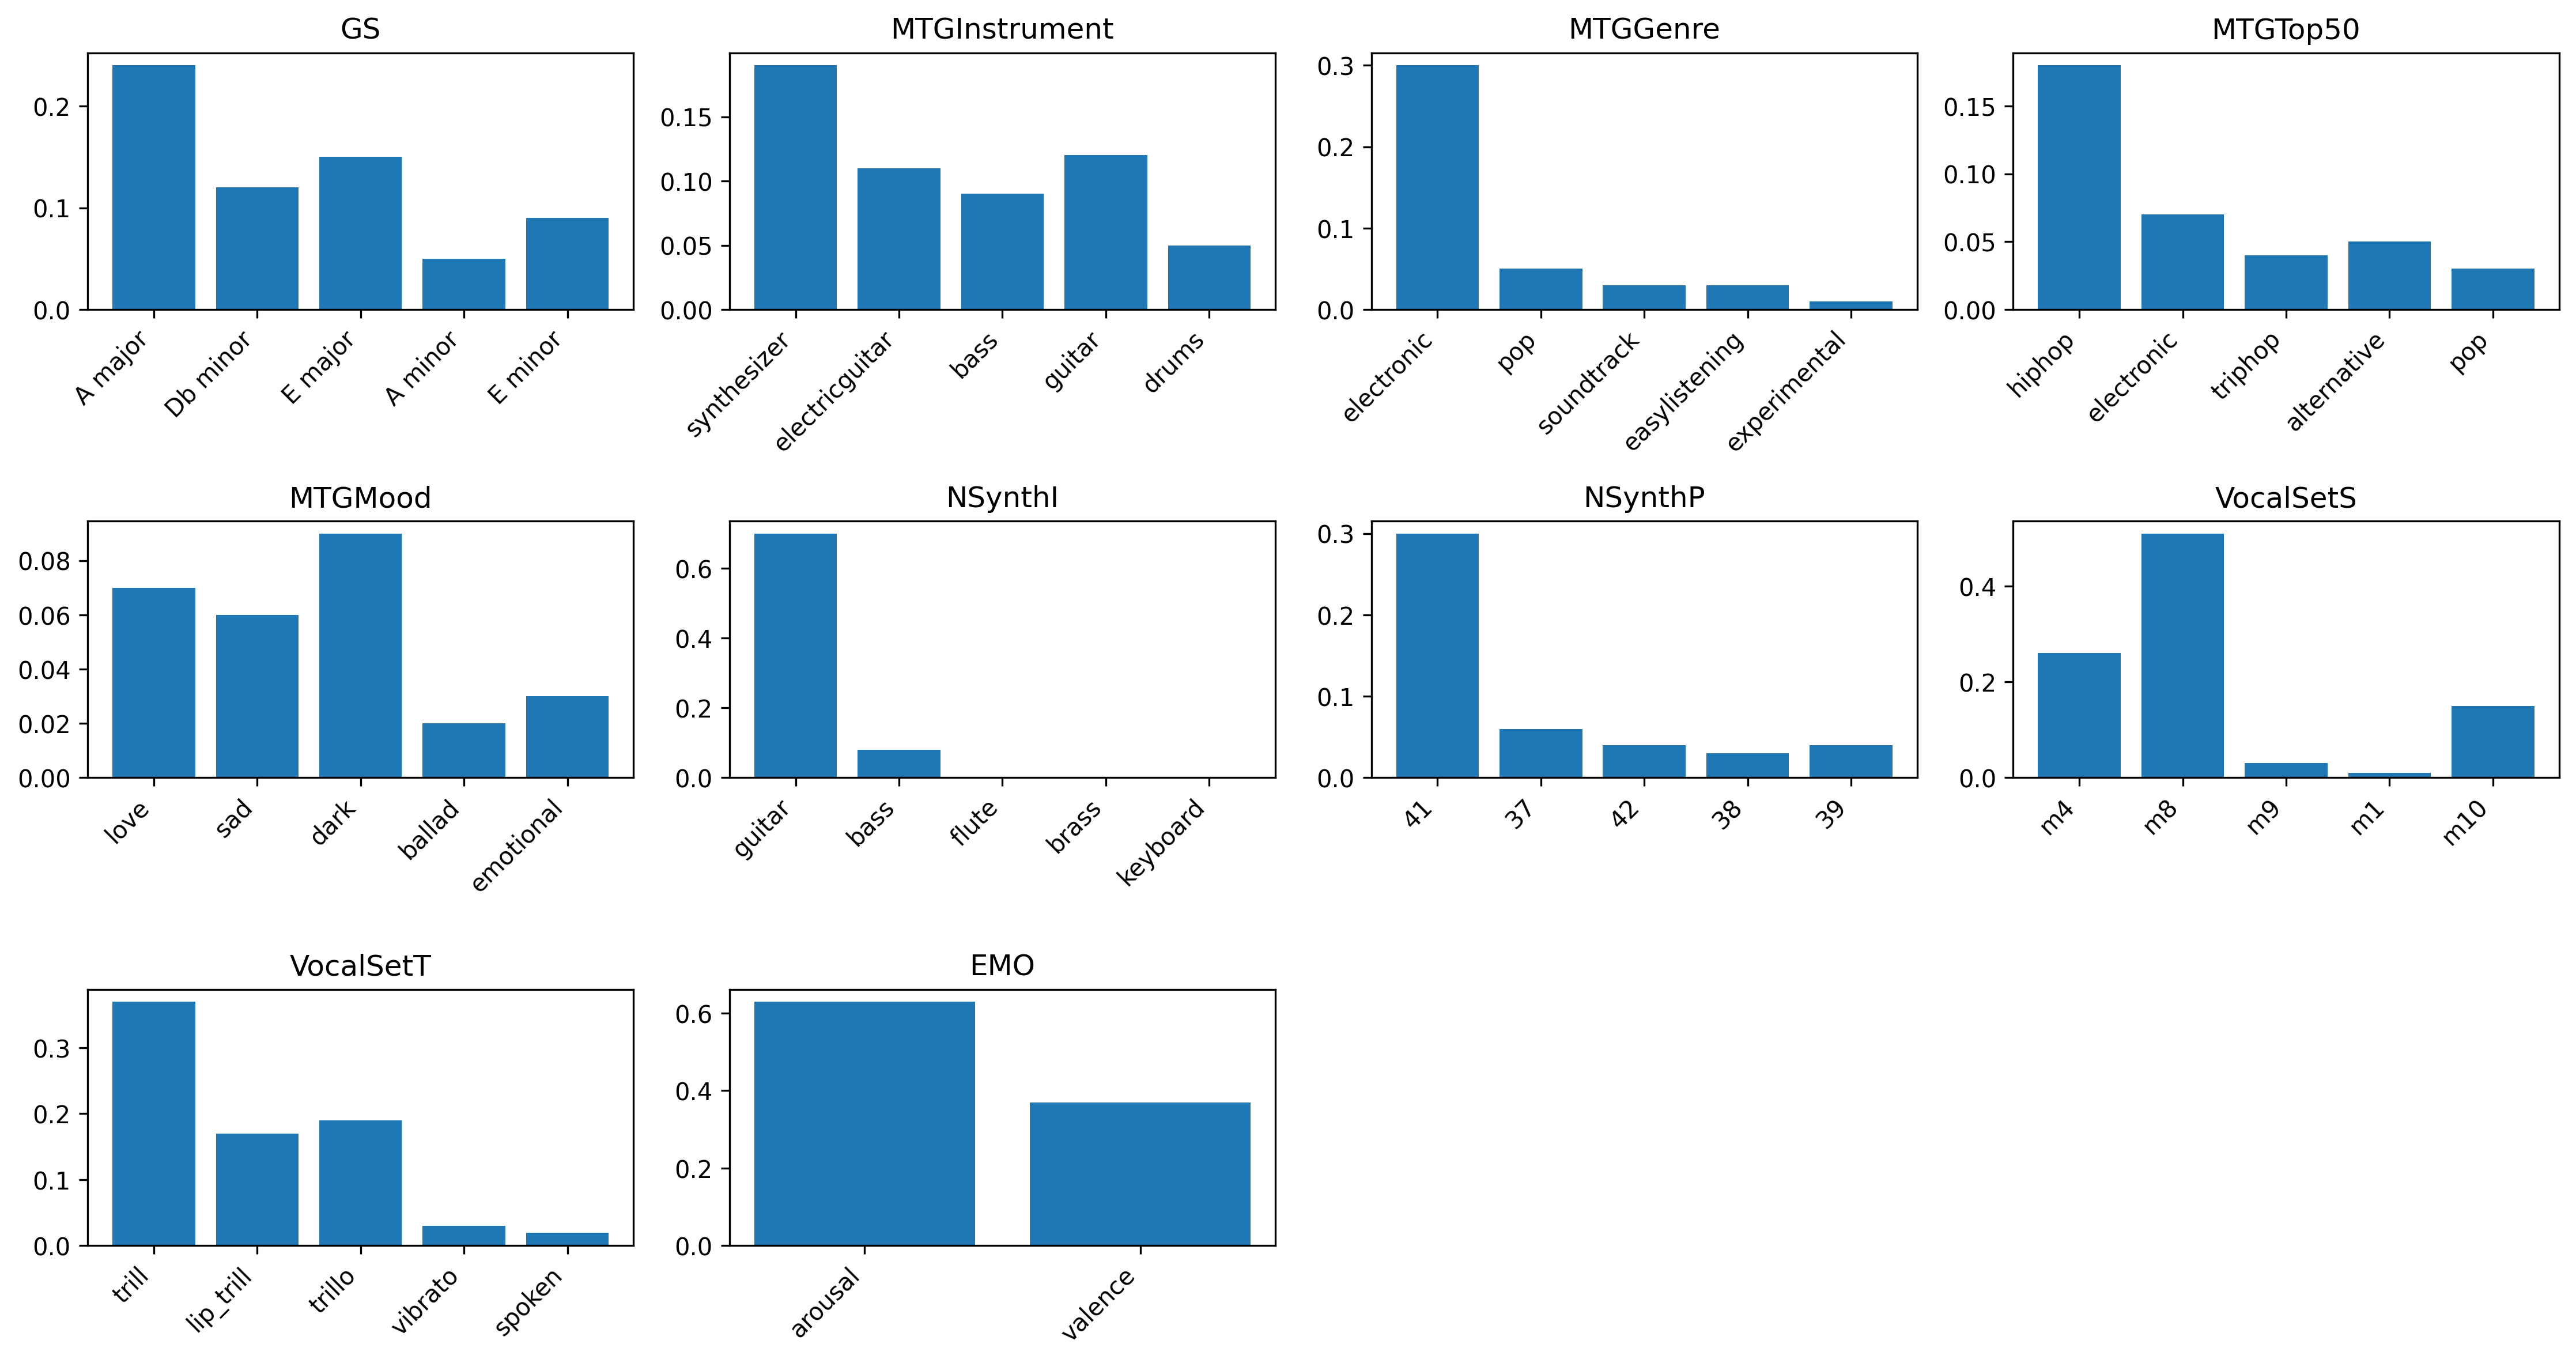 GS
0.2
0.1
0.0
A major
Db minor
E major
A minor
E minor
MTGInstrument
0.15
0.10
0.05
0.00
synthesizer
electricguitar
bass
guitar
drums
MTGGenre
0.3
0.2
0.1
0.0
electronic
pop
soundtrack
easylistening
experimental
MTGTop50
0.15
0.10
0.05
0.00
hiphop
electronic
triphop
alternative
pop
MTGMood
0.08
0.06
0.04
0.02
0.00
love
sad
dark
ballad
emotional
NSynthI
0.6
0.4
0.2
0.0
guitar
bass
flute
brass
keyboard
NSynthP
0.3
0.2
0.1
0.0
41
37
42
38
39
VocalSetS
0.4
0.2
0.0
m4
m8
m9
m1
m10
VocalSetT
0.3
0.2
0.1
0.0
trill
lip_trill
trillo
vibrato
spoken
EMO
0.6
0.4
0.2
0.0
arousal
valence